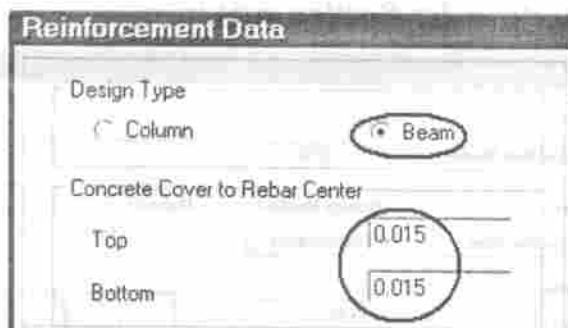 Reinforcement Data
Design Type
Column
Beam
Concrete Cover to Rebar Center
Top 0.015
Bottom 0.015